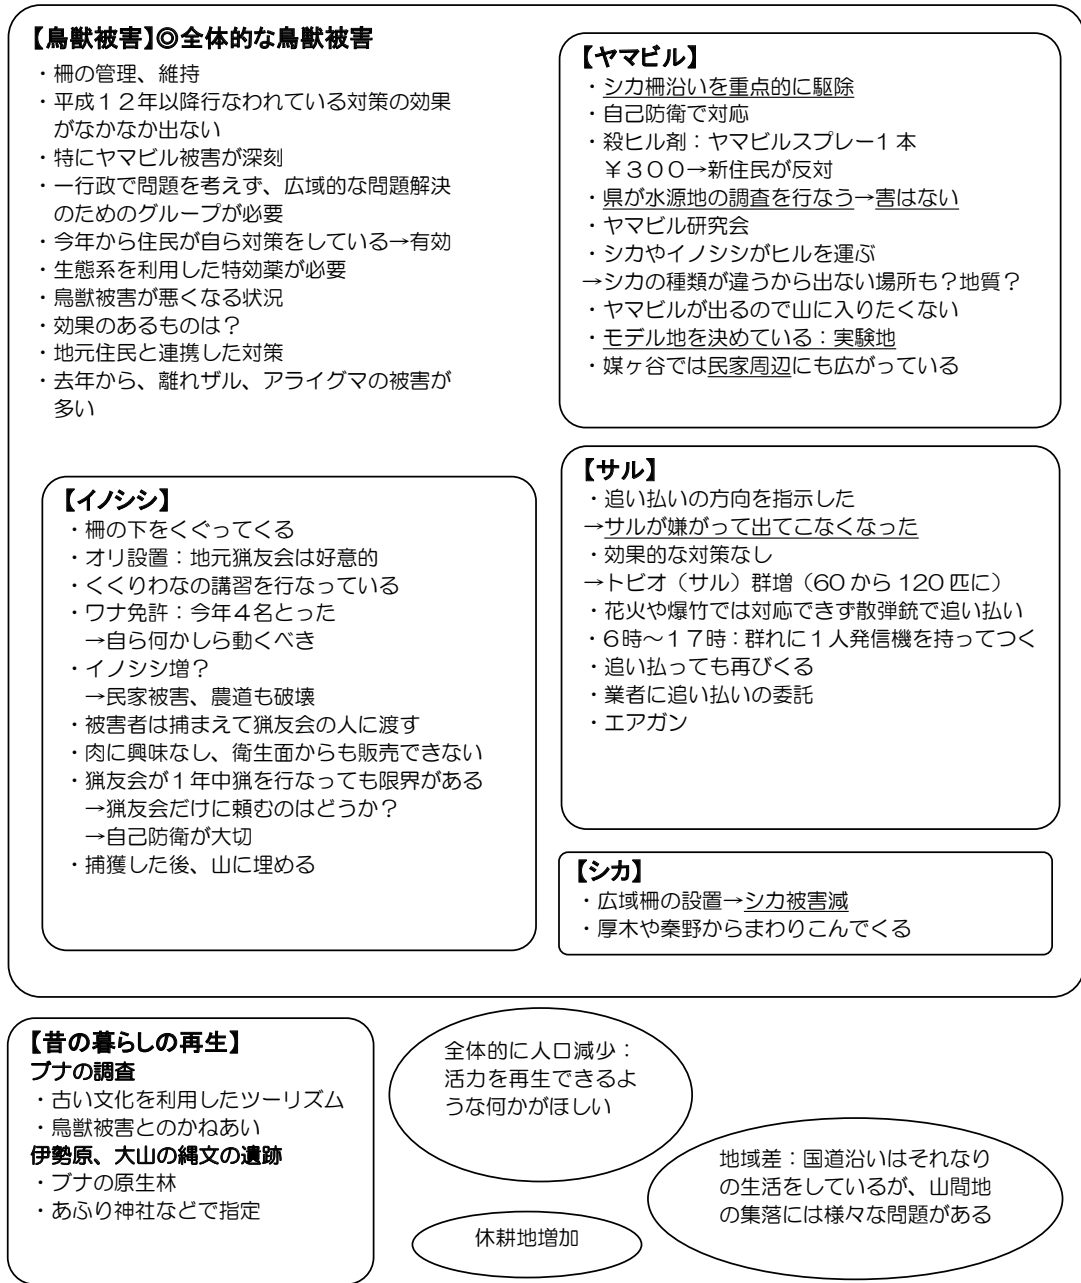 【鳥獣被害】◎全体的な鳥獣被害
・柵の管理、維持
・平成１２年以降行なわれている対策の効果
がなかなか出ない
・特にヤマビル被害が深刻
・一行政で問題を考えず、広域的な問題解決
のためのグループが必要
・今年から住民が自ら対策をしている→有効
・生態系を利用した特効薬が必要
・鳥獣被害が悪くなる状況
・効果のあるものは？
・地元住民と連携した対策
・去年から、離れザル、アライグマの被害が
多い
【ヤマビル】
・シカ柵沿いを重点的に駆除
・自己防衛で対応
・殺ヒル剤：ヤマビルスプレー1 本
￥３００→新住民が反対
・県が水源地の調査を行なう→害はない
・ヤマビル研究会
・シカやイノシシがヒルを運ぶ
→シカの種類が違うから出ない場所も？地質？
・ヤマビルが出るので山に入りたくない
・モデル地を決めている：実験地
・媒ヶ谷では民家周辺にも広がっている
【イノシシ】
・柵の下をくぐってくる
・オリ設置：地元猟友会は好意的
・くくりわなの講習を行なっている
・ワナ免許：今年４名とった
→自ら何かしら動くべき
・イノシシ増？
→民家被害、農道も破壊
・被害者は捕まえて猟友会の人に渡す
・肉に興味なし、衛生面からも販売できない
・猟友会が１年中猟を行なっても限界がある
→猟友会だけに頼むのはどうか？
→自己防衛が大切
・捕獲した後、山に埋める
【サル】
・追い払いの方向を指示した
→サルが嫌がって出てこなくなった
・効果的な対策なし
→トビオ（サル）群増（60 から 120 匹に）
・花火や爆竹では対応できず散弾銃で追い払い
・６時～１７時：群れに１人発信機を持ってつく
・追い払っても再びくる
・業者に追い払いの委託
・エアガン
【シカ】
・広域柵の設置→シカ被害減
・厚木や秦野からまわりこんでくる
【昔の暮らしの再生】
ブナの調査
・古い文化を利用したツーリズム
・鳥獣被害とのかねあい
伊勢原、大山の縄文の遺跡
・ブナの原生林
・あふり神社などで指定
全体的に人口減少：
活力を再生できるよ
うな何かがほしい
地域差：国道沿いはそれなり
の生活をしているが、山間地
の集落には様々な問題がある
休耕地増加